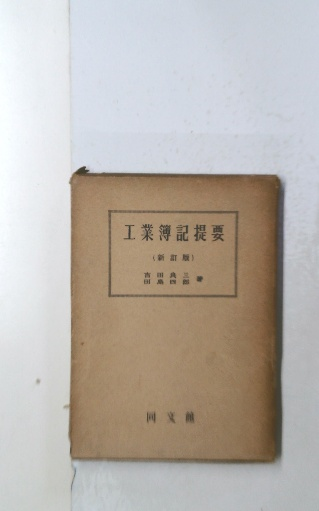 工業簿記提要
(新訂版)
吉田良三
田島四郎 著
同文舘